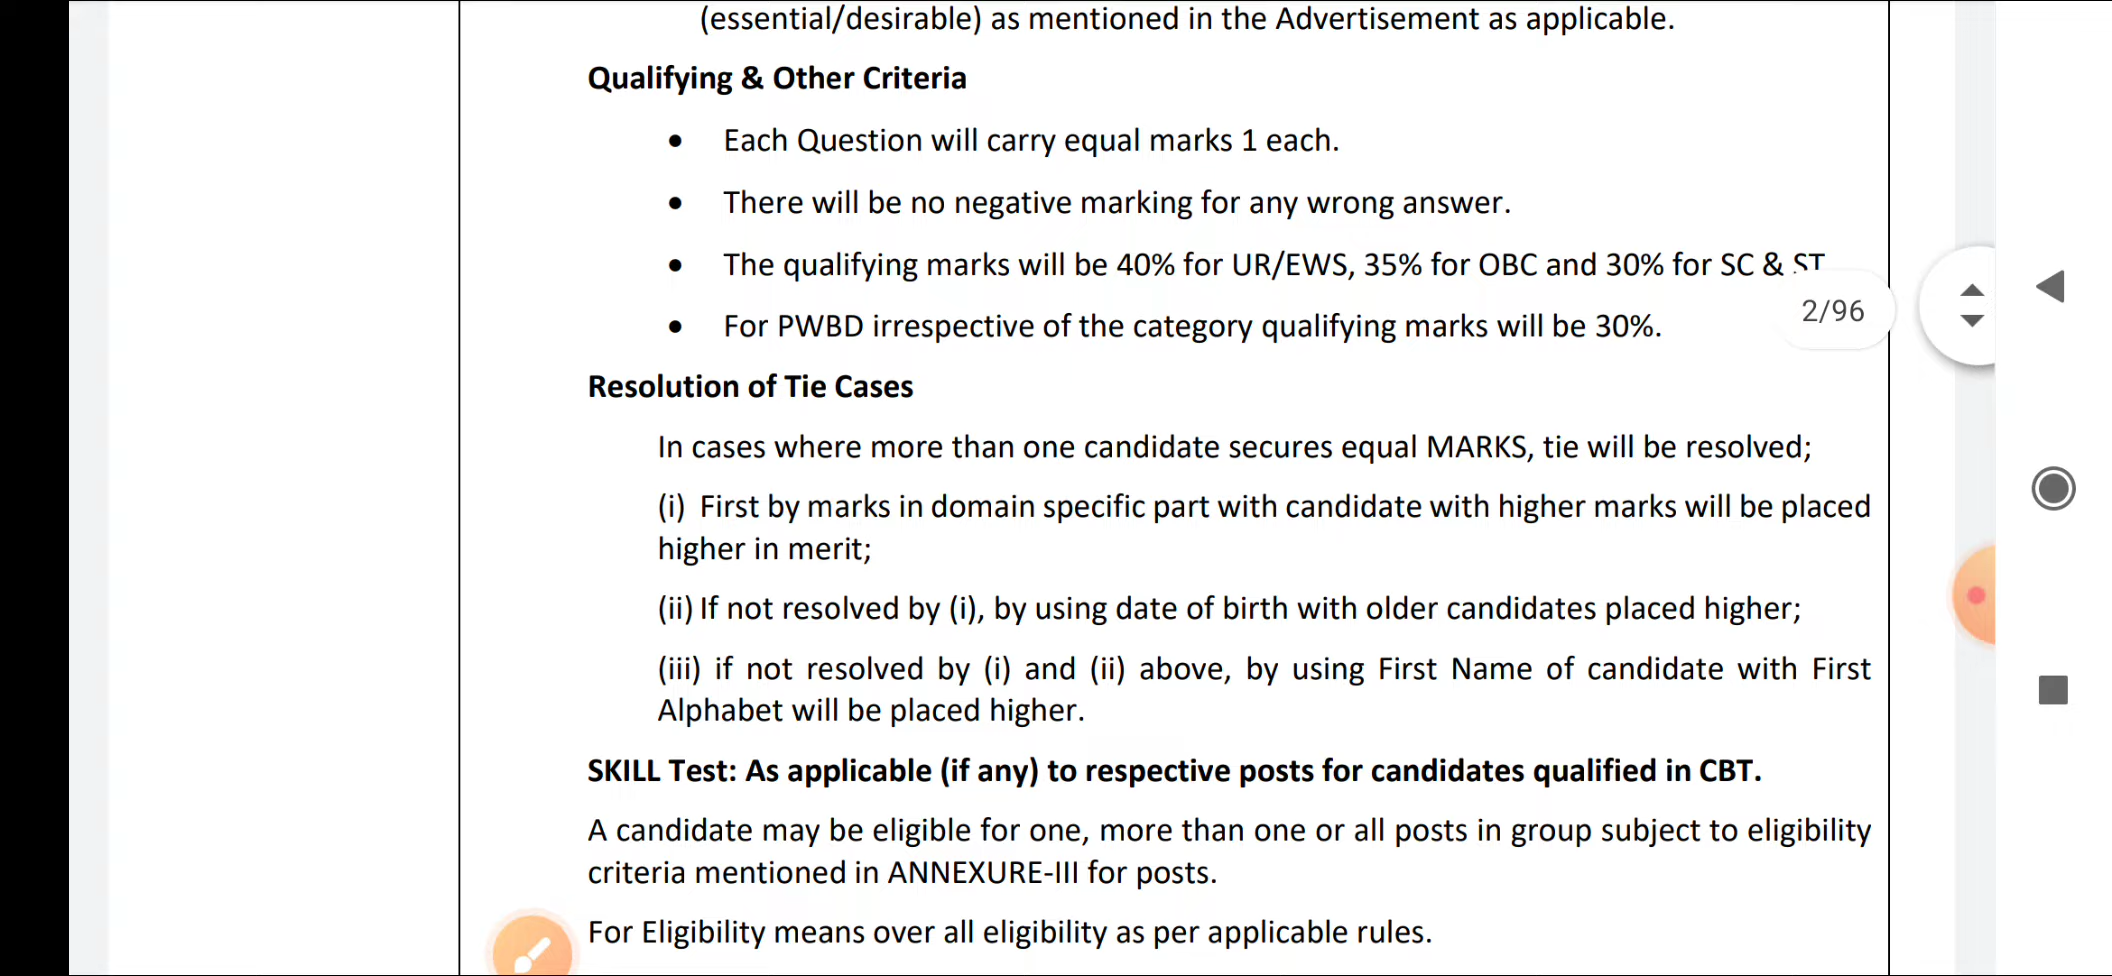 (essential/desirable) as mentioned in the Advertisement as applicable.
Qualifying & Other Criteria
• Each Question will carry equal marks 1 each.
• There will be no negative marking for any wrong answer.
• The qualifying marks will be 40% for UR/EWS, 35% for OBC and 30% for SC & ST
2/96
• For PWBD irrespective of the category qualifying marks will be 30%.
Resolution of Tie Cases
In cases where more than one candidate secures equal MARKS, tie will be resolved;
(i) First by marks in domain specific part with candidate with higher marks will be placed
higher in merit;
(ii) If not resolved by (i), by using date of birth with older candidates placed higher;
(iii) if not resolved by (i) and (ii) above, by using First Name of candidate with First
Alphabet will be placed higher.
SKILL Test: As applicable (if any) to respective posts for candidates qualified in CBT.
A candidate may be eligible for one, more than one or all posts in group subject to eligibility
criteria mentioned in ANNEXURE-III for posts.
For Eligibility means over all eligibility as per applicable rules.